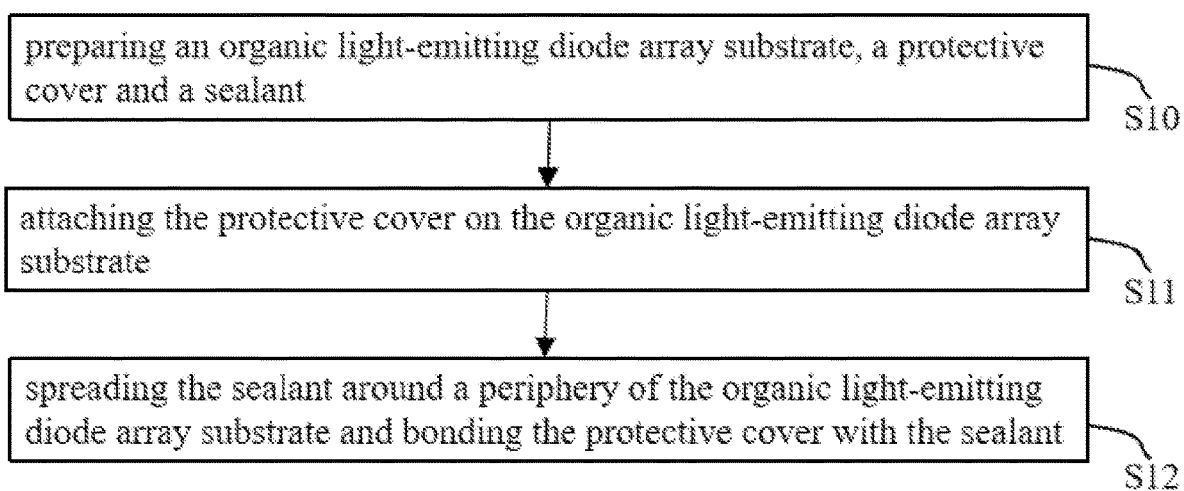 preparing an organic light-emitting diode array substrate, a protective
cover and a sealant
S10
attaching the protective cover on the organic light-emitting diode array
substrate
S11
spreading the sealant around a periphery of the organic light-emitting
diode array substrate and bonding the protective cover with the sealant
S12